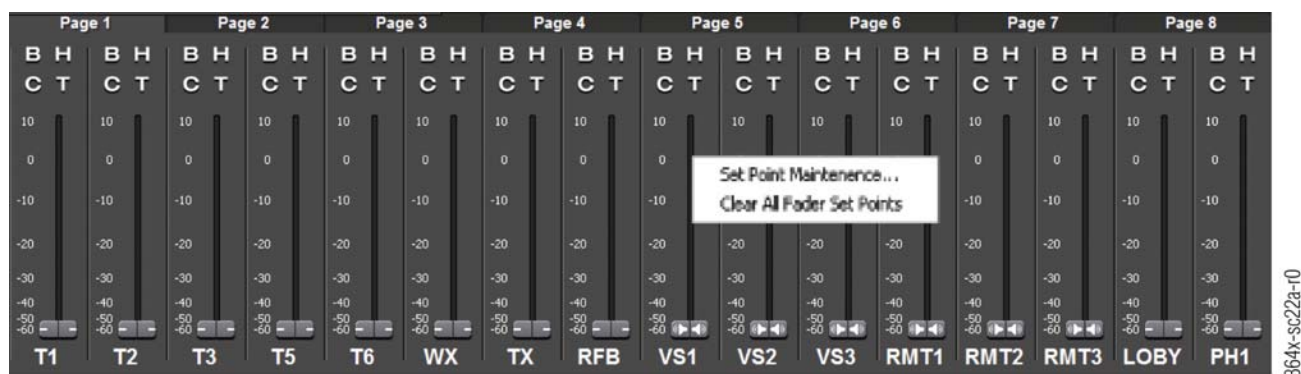 Page 1 Page 2 Page 3 Page 4 Page 5 Page 6 Page 7 Page 8
B H B H B H B H B H B H B H B H B H B H B H B H B H B H B H B H
C T C T C T C T C T C T C T C T C T C T C T C T C T C T C T C T
10 10 10 10 10 10 10 10 10 10 10 10 10 10 10 10
0 0 0 0 0 0 0 0 0 0 0 0
Set Point Maintenence...
-10 -10 -10 -10 -10 -10 -10 -10 -10 -10 -10 -10 -10
Clear All Fader Set Points
-20 -20 -20 -20 -20 -20 -20 -20 -20 -20 -20 -20 -20 -20 -20 -20
-30 -30 -30 -30 -30 -30 -30 -30 -30 -30 -30 -30 -30 -30 -30 -30
-40 -40 -40 -40 -40 -40 -40 -40 -40 -40 -40 -40 -40 -40 -40 -40
-50 -50 -50 -50 -50 -50 -50 -50 -50 -50 -50 -50 -50 -50 -50 -50
-60 -60 -60 -60 -60 -60 -60 -60 -60 -60 -60 -60 -60 -60 -60 -60
T1 T2 T3 T5 T6 WX TX RFB VS1 VS2 VS3 RMT1 RMT2 RMT3 LOBY PH1
864x-sc22a-r0